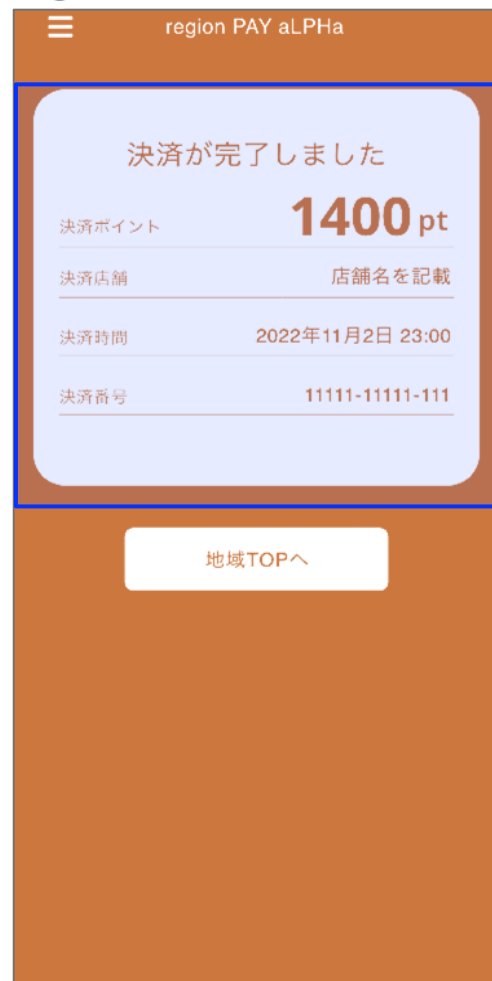 region PAY aLPHa
決済が完了しました
決済ポイント 1400 pt
決済店舗 店舗名を記載
決済時間 2022年11月2日 23:00
決済番号 11111-11111-111
地域TOPへ